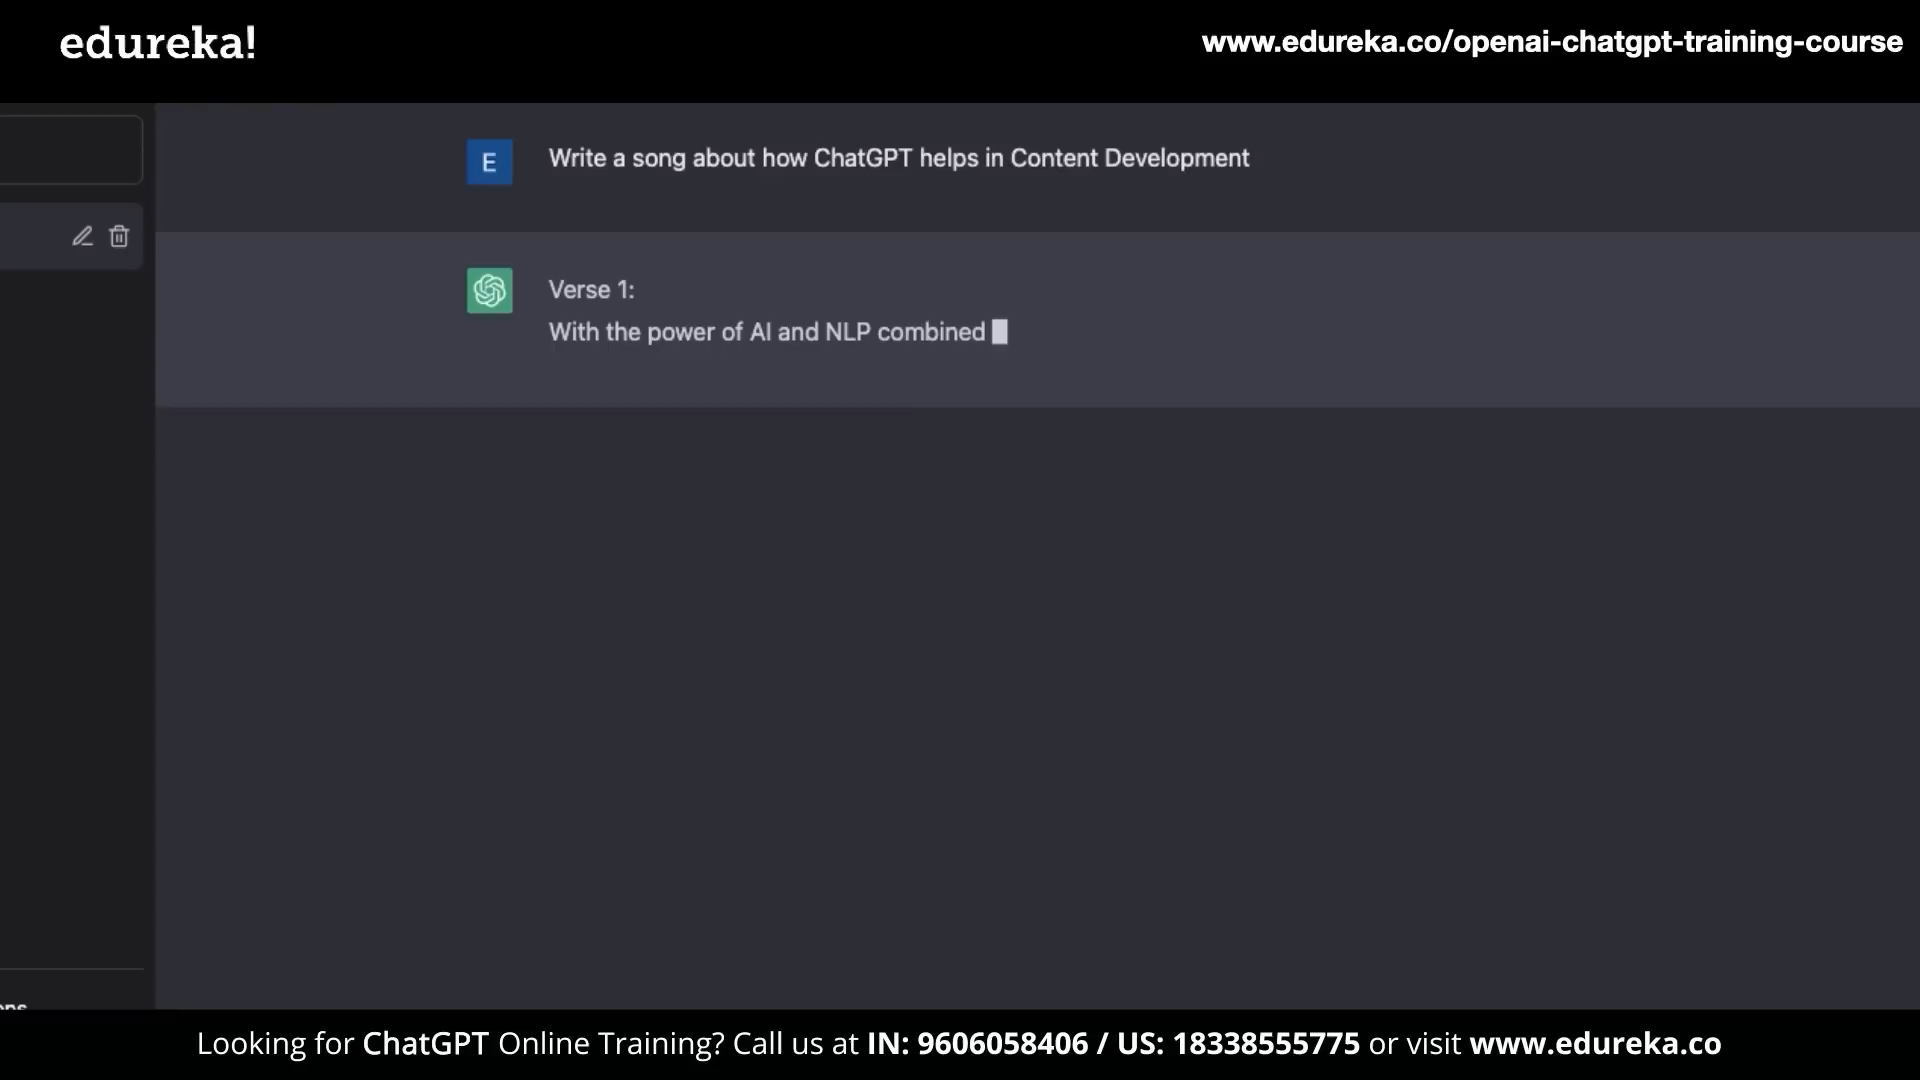 edureka!
www.edureka.co/openai-chatgpt-training-course
E
Write a song about how ChatGPT helps in Content Development
Verse 1:
With the power of AI and NLP combined
Looking for ChatGPT Online Training? Call us at IN: 9606058406 / US: 18338555775 or visit www.edureka.co